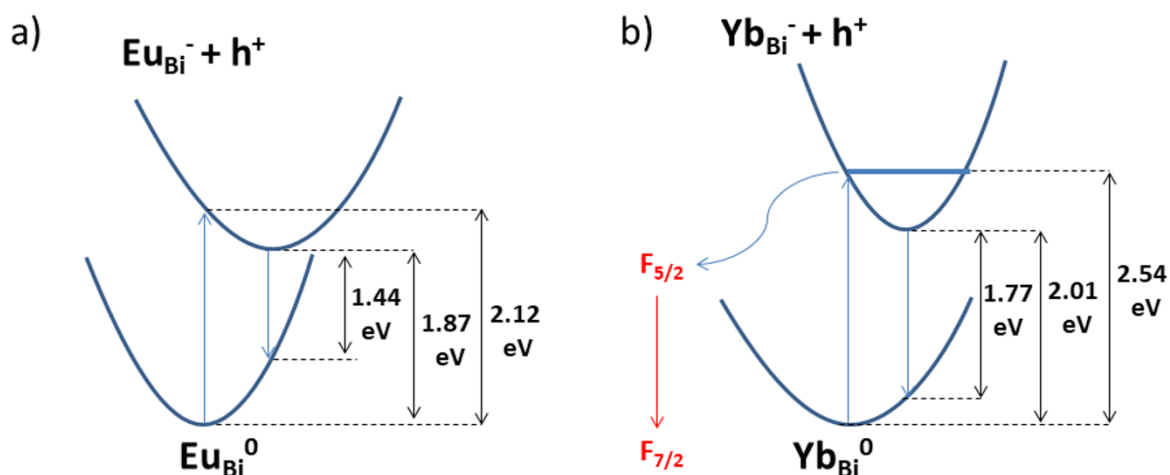 a)
Eu_Bi^- + h^+
1.44
eV
1.87
eV
2.12
eV
Eu_Bi^0
b)
Yb_Bi^- + h^+
F_5/2
F_7/2
1.77
eV
2.01
eV
2.54
eV
Yb_Bi^0